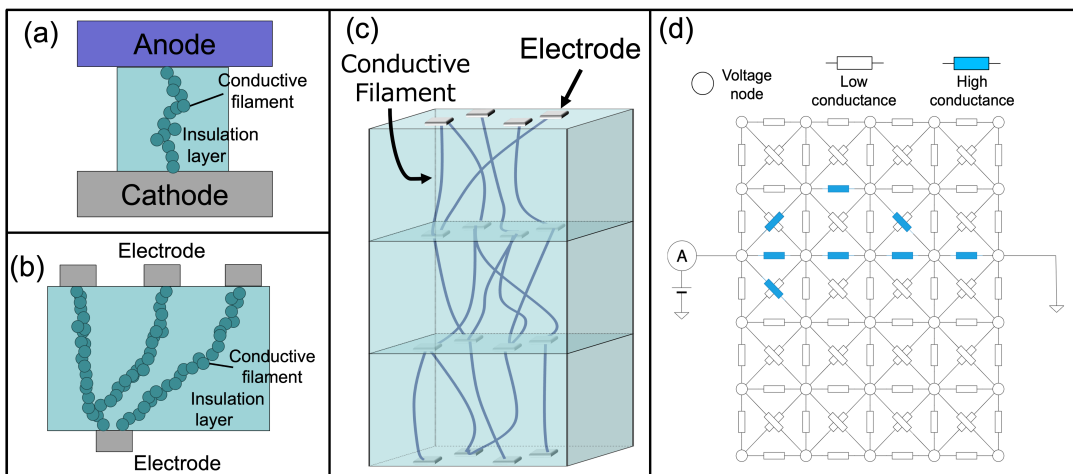 (a)
Anode
Conductive
filament
Insulation
layer
Cathode
(b)
Electrode
Conductive
filament
Insulation
layer
Electrode
(c)
Electrode
Conductive
Filament
(d)
Voltage
node
Low
conductance
High
conductance
A